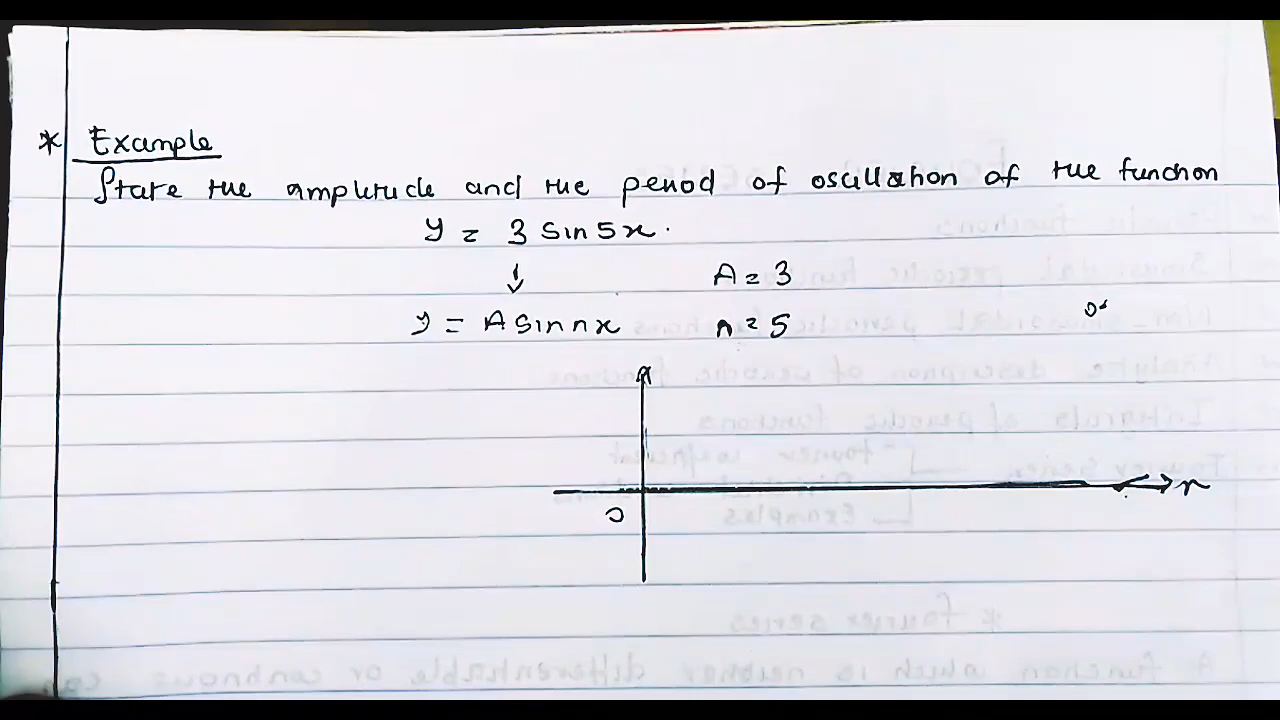 * Example
State the amplitude and the period of oscillation of the function
y = 3 sin 5x.
↓ A = 3
y = A sin n x n = 5
x
0